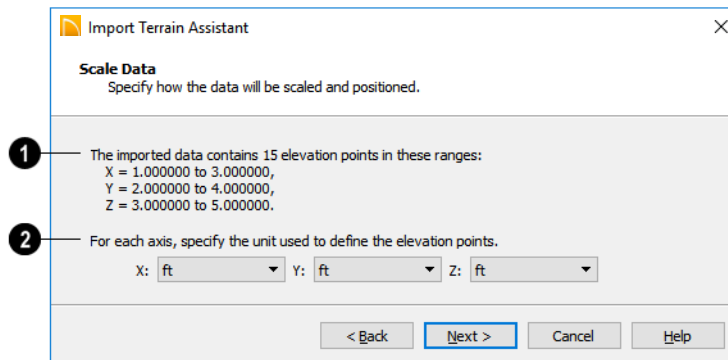 Import Terrain Assistant
Scale Data
Specify how the data will be scaled and positioned.
1
The imported data contains 15 elevation points in these ranges:
X = 1.000000 to 3.000000,
Y = 2.000000 to 4.000000,
Z = 3.000000 to 5.000000.
2
For each axis, specify the unit used to define the elevation points.
X: ft Y: ft Z: ft
< Back Next > Cancel Help